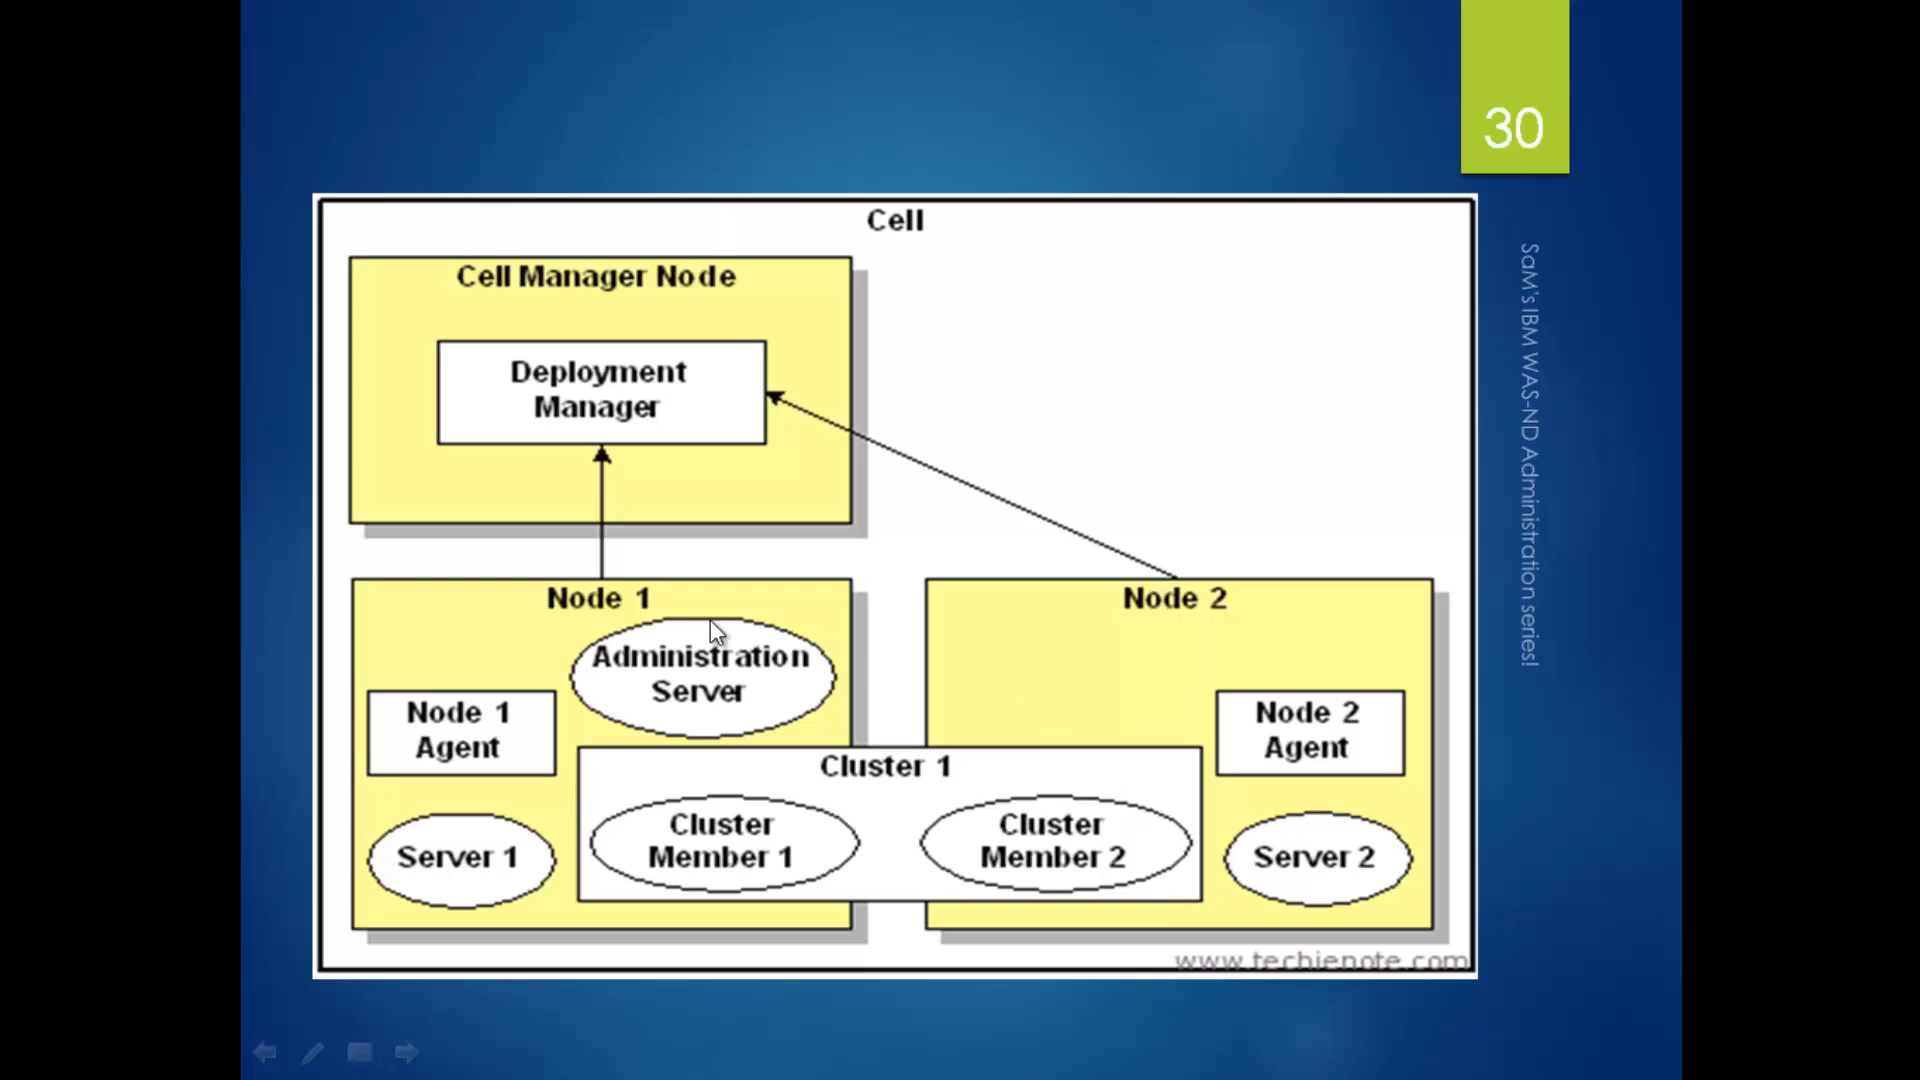 30
SaM's IBM WAS-ND Administration series!
Cell
Cell Manager Node
Deployment
Manager
Node 1
Administration
Server
Node 1
Agent
Server 1
Node 2
Node 2
Agent
Server 2
Cluster 1
Cluster
Member 1
Cluster
Member 2
www.techienote.com